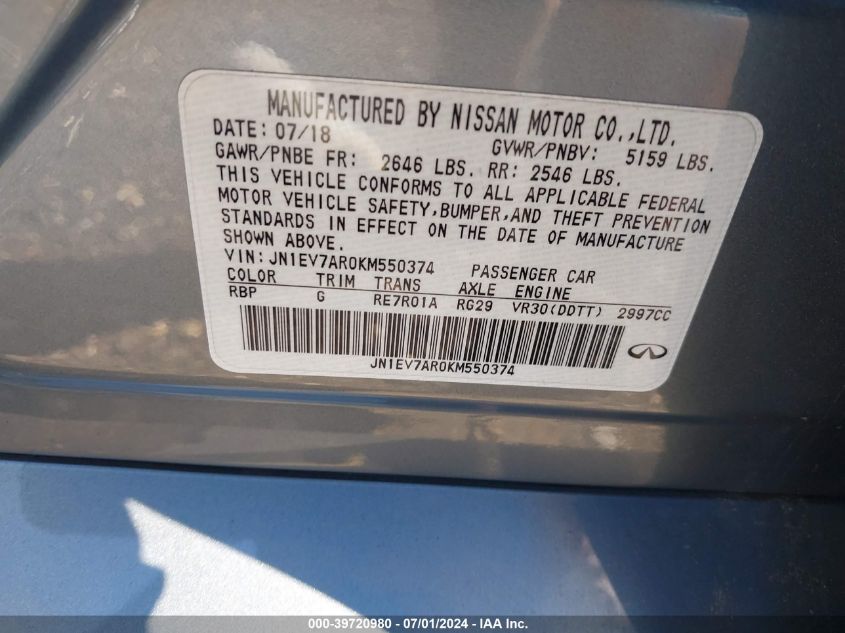 MANUFACTURED BY NISSAN MOTOR CO.,LTD.
DATE: 07/18 GVWR/PNBV: 5159 LBS.
GAWR/PNBE FR: 2646 LBS. RR: 2546 LBS.
THIS VEHICLE CONFORMS TO ALL APPLICABLE FEDERAL
MOTOR VEHICLE SAFETY,BUMPER,AND THEFT PREVENTION
STANDARDS IN EFFECT ON THE DATE OF MANUFACTURE
SHOWN ABOVE.
VIN: JN1EV7AR0KM550374 PASSENGER CAR
COLOR TRIM TRANS AXLE ENGINE
RBP G RE7R01A RG29 VR30(DDTT) 2997CC
JN1EV7AR0KM550374
000-39720980 - 07/01/2024 - IAA Inc.